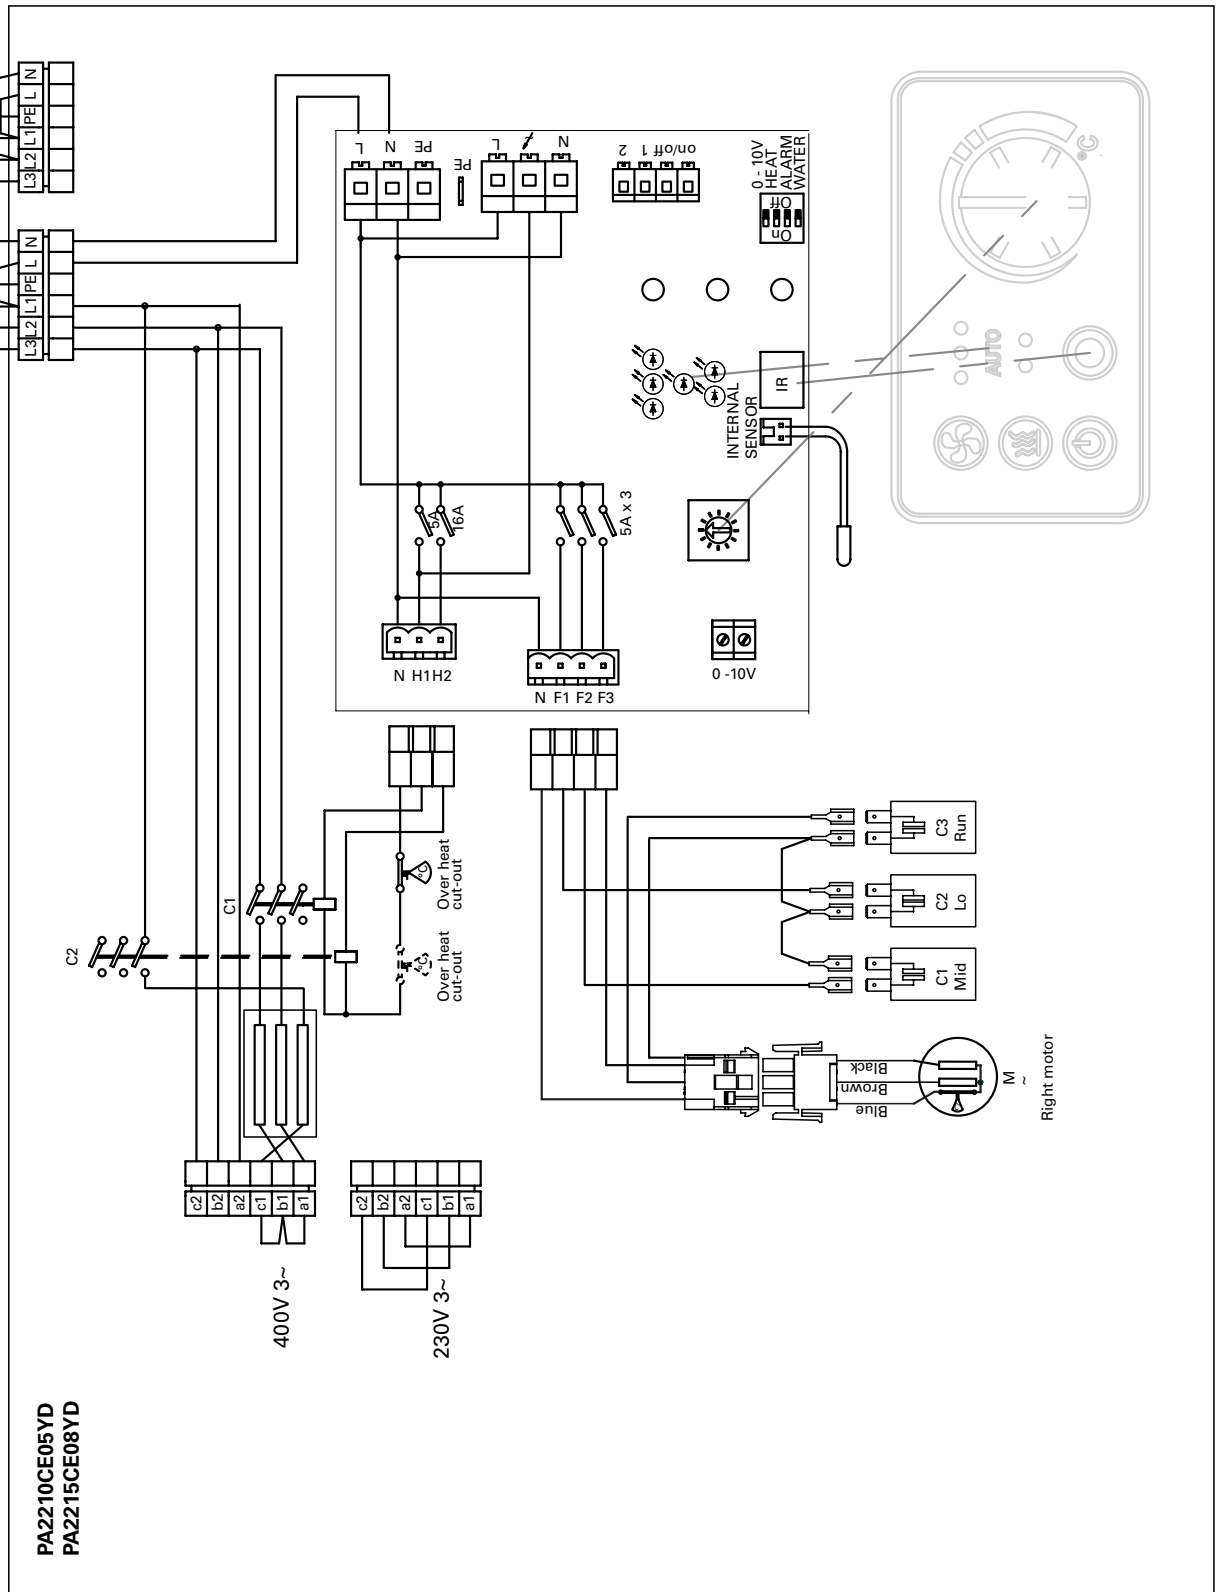 N
L
PE
L1
L2
L3
N
L
PE
L1
L2
L3
L
N
PE
PE
L
N
2
1
on/off
0 - 10V
HEAT
ALARM
WATER
Off
On
°C
AUTO
IR
INTERNAL
SENSOR
5A
16A
5A x 3
N H1 H2
N F1 F2 F3
0 -10V
C1
C2
°C
Over heat
cut-out
°C
Over heat
cut-out
C3
Run
C2
Lo
C1
Mid
Black
Brown
Blue
M
~
Right motor
c2
b2
a2
c1
b1
a1
400V 3~
c2
b2
a2
c1
b1
a1
230V 3~
PA2210CE05YD
PA2215CE08YD